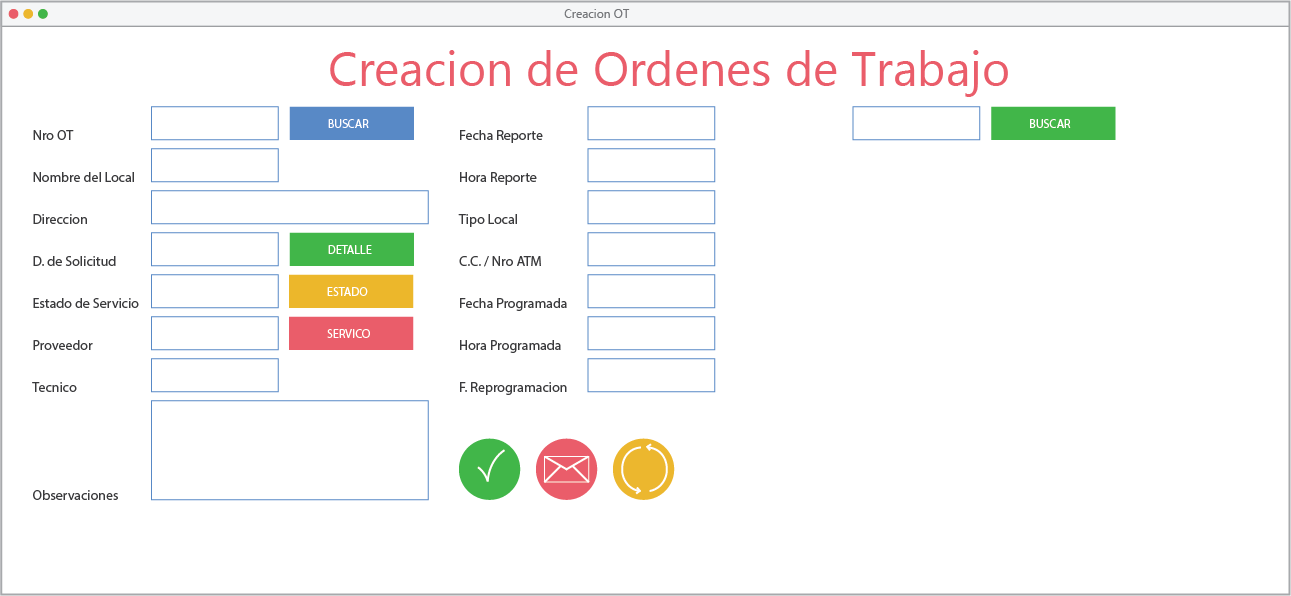 Creacion OT
Creacion de Ordenes de Trabajo
Nro OT
BUSCAR
Fecha Reporte
BUSCAR
Nombre del Local
Hora Reporte
Direccion
Tipo Local
D. de Solicitud
DETALLE
C.C. / Nro ATM
Estado de Servicio
ESTADO
Fecha Programada
Proveedor
SERVICO
Hora Programada
Tecnico
F. Reprogramacion
Observaciones